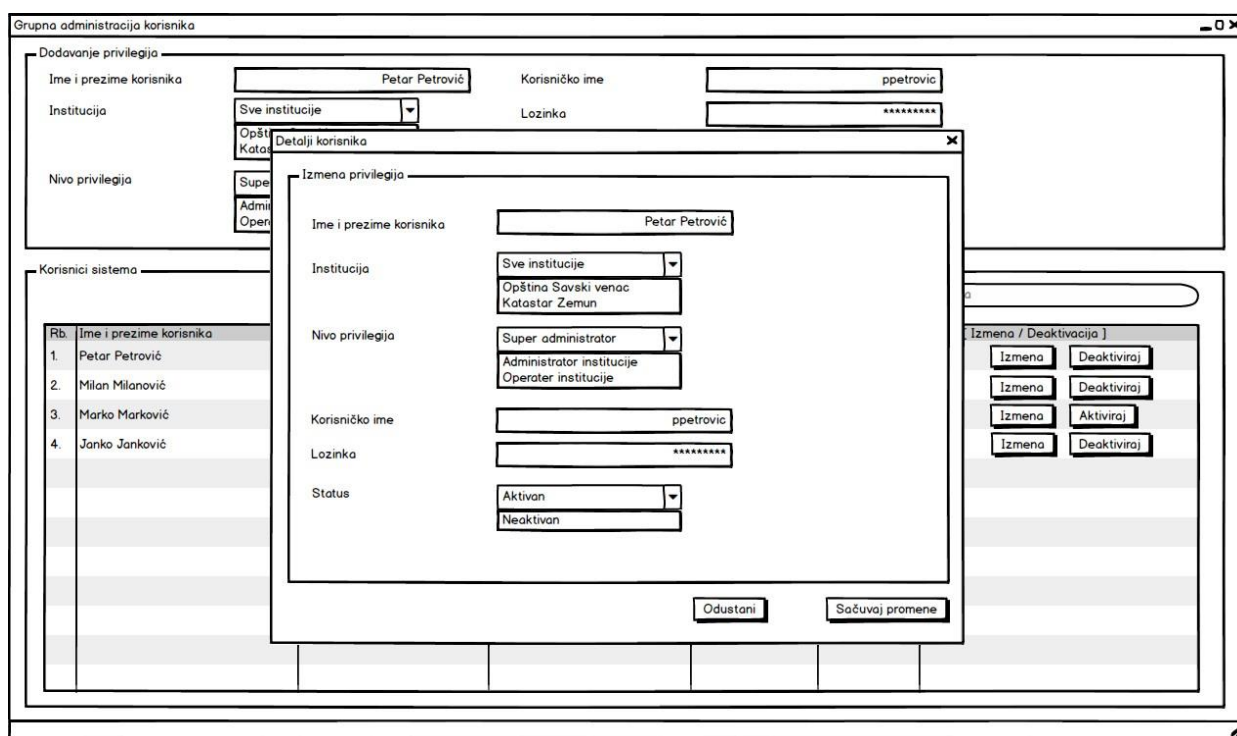 Grupna administracija korisnika
Dodavanje privilegija
Ime i prezime korisnika Petar Petrović Korisničko ime ppetrovic
Institucija Sve institucije Lozinka *********
Nivo privilegija
Detalji korisnika
Izmena privilegija
Ime i prezime korisnika Petar Petrović
Institucija Sve institucije
Opština Savski venac
Katastar Zemun
Nivo privilegija Super administrator
Administrator institucije
Operater institucije
Korisničko ime ppetrovic
Lozinka *********
Status Aktivan
Neaktivan
Odustani Sačuvaj promene
Korisnici sistema
Rb. Ime i prezime korisnika [ Izmena / Deaktivacija ]
1. Petar Petrović Izmena Deaktiviraj
2. Milan Milanović Izmena Deaktiviraj
3. Marko Marković Izmena Aktiviraj
4. Janko Janković Izmena Deaktiviraj